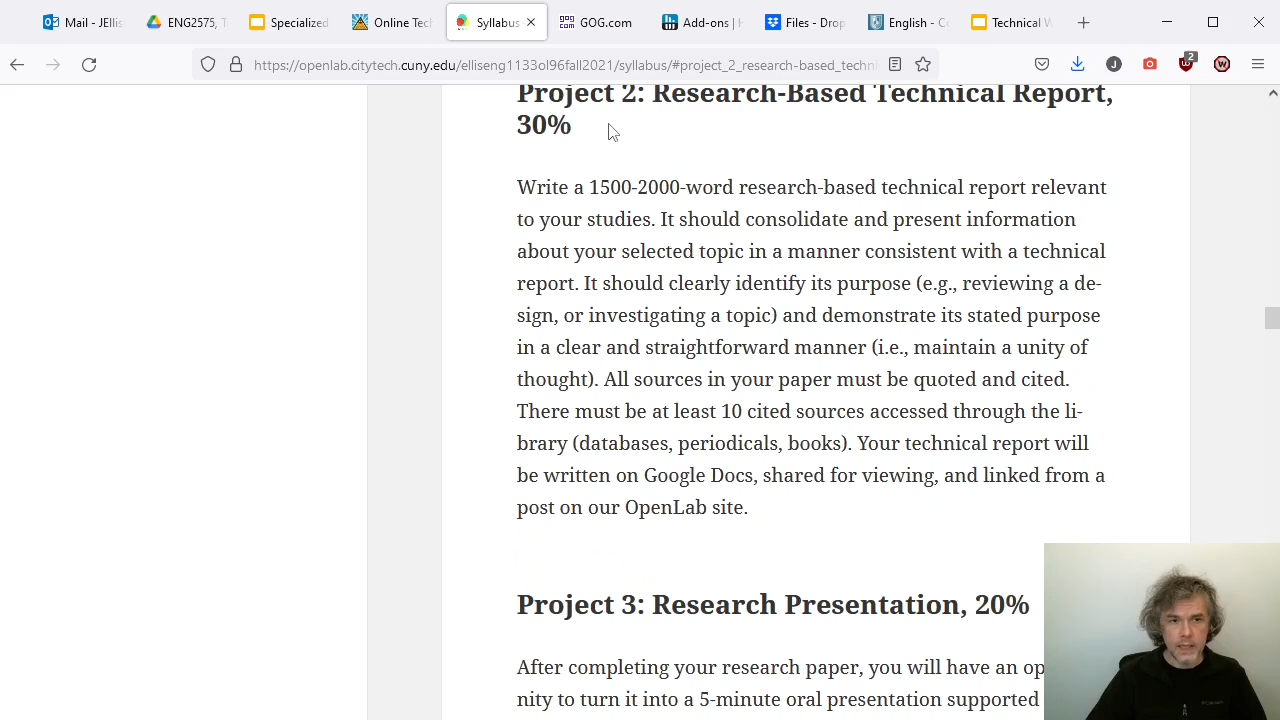 Mail - JEllis
ENG2575, T
Specialized
Online Tech
Syllabus
GOG.com
Add-ons | H
Files - Drop
English - Co
Technical W
https://openlab.citytech.cuny.edu/elliseng1133ol96fall2021/syllabus/#project_2_research-based_techni
J
2
Project 2: Research-Based Technical Report,
30%
Write a 1500-2000-word research-based technical report relevant
to your studies. It should consolidate and present information
about your selected topic in a manner consistent with a technical
report. It should clearly identify its purpose (e.g., reviewing a de-
sign, or investigating a topic) and demonstrate its stated purpose
in a clear and straightforward manner (i.e., maintain a unity of
thought). All sources in your paper must be quoted and cited.
There must be at least 10 cited sources accessed through the li-
brary (databases, periodicals, books). Your technical report will
be written on Google Docs, shared for viewing, and linked from a
post on our OpenLab site.
Project 3: Research Presentation, 20%
After completing your research paper, you will have an op
nity to turn it into a 5-minute oral presentation supported